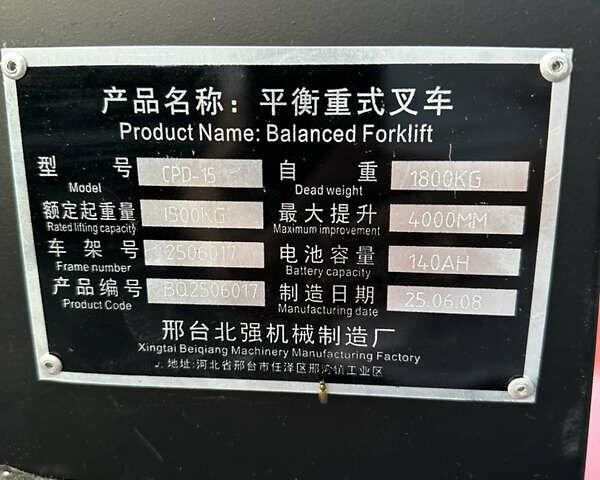 产品名称：平衡重式叉车
Product Name: Balanced Forklift
型号 CPD-15 自重 1800KG
Model Dead weight
额定起重量 1500KG 最大提升 4000MM
Rated lifting capacity Maximum improvement
车架号 2506017 电池容量 140AH
Frame number Battery capacity
产品编号 BQ2506017 制造日期 25.06.08
Product Code Manufacturing date
邢台北强机械制造厂
Xingtai Beiqiang Machinery Manufacturing Factory
地址:河北省邢台市任泽区邢湾镇工业区